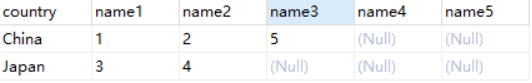 country name1 name2 name3 name4 name5
China 1 2 5 (Null) (Null)
Japan 3 4 (Null) (Null) (Null)